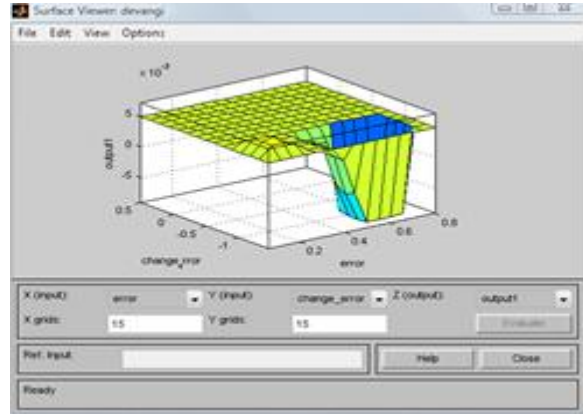 Surface Viewer: devangi
File Edit View Options
x 10⁻³
5
0
-5
output1
0.5
0
-0.5
-1
change_error
0.2
0.4
0.6
0.8
error
X (input): error Y (input): change_error Z (output): output1
X grids: 15 Y grids: 15 Evaluate
Ref. Input: Help Close
Ready